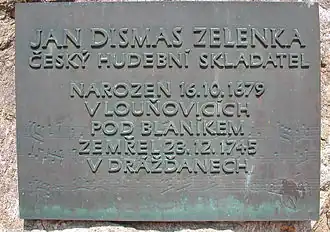 JAN DISMAS ZELENKA
ČESKÝ HUDEBNÍ SKLADATEL
NAROZEN 16.10.1679
V LOUŇOVICÍCH
POD BLANÍKEM
ZEMŘEL 23.12.1745
V DRÁŽĎANECH